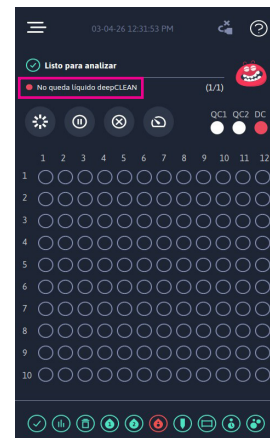 03-04-26 12:31:53 PM
Listo para analizar
No queda líquido deepCLEAN (1/1)
QC1 QC2 DC
1 2 3 4 5 6 7 8 9 10 11 12
1
2
3
4
5
6
7
8
9
10